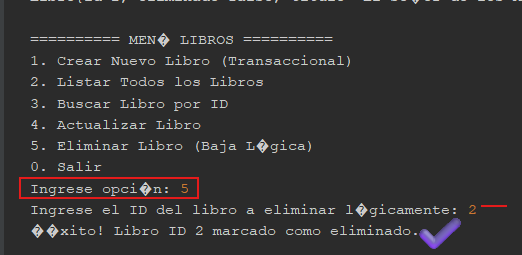 ========== MEN� LIBROS ==========
1. Crear Nuevo Libro (Transaccional)
2. Listar Todos los Libros
3. Buscar Libro por ID
4. Actualizar Libro
5. Eliminar Libro (Baja L�gica)
0. Salir
Ingrese opci�n: 5
Ingrese el ID del libro a eliminar l�gicamente: 2
��xito! Libro ID 2 marcado como eliminado.